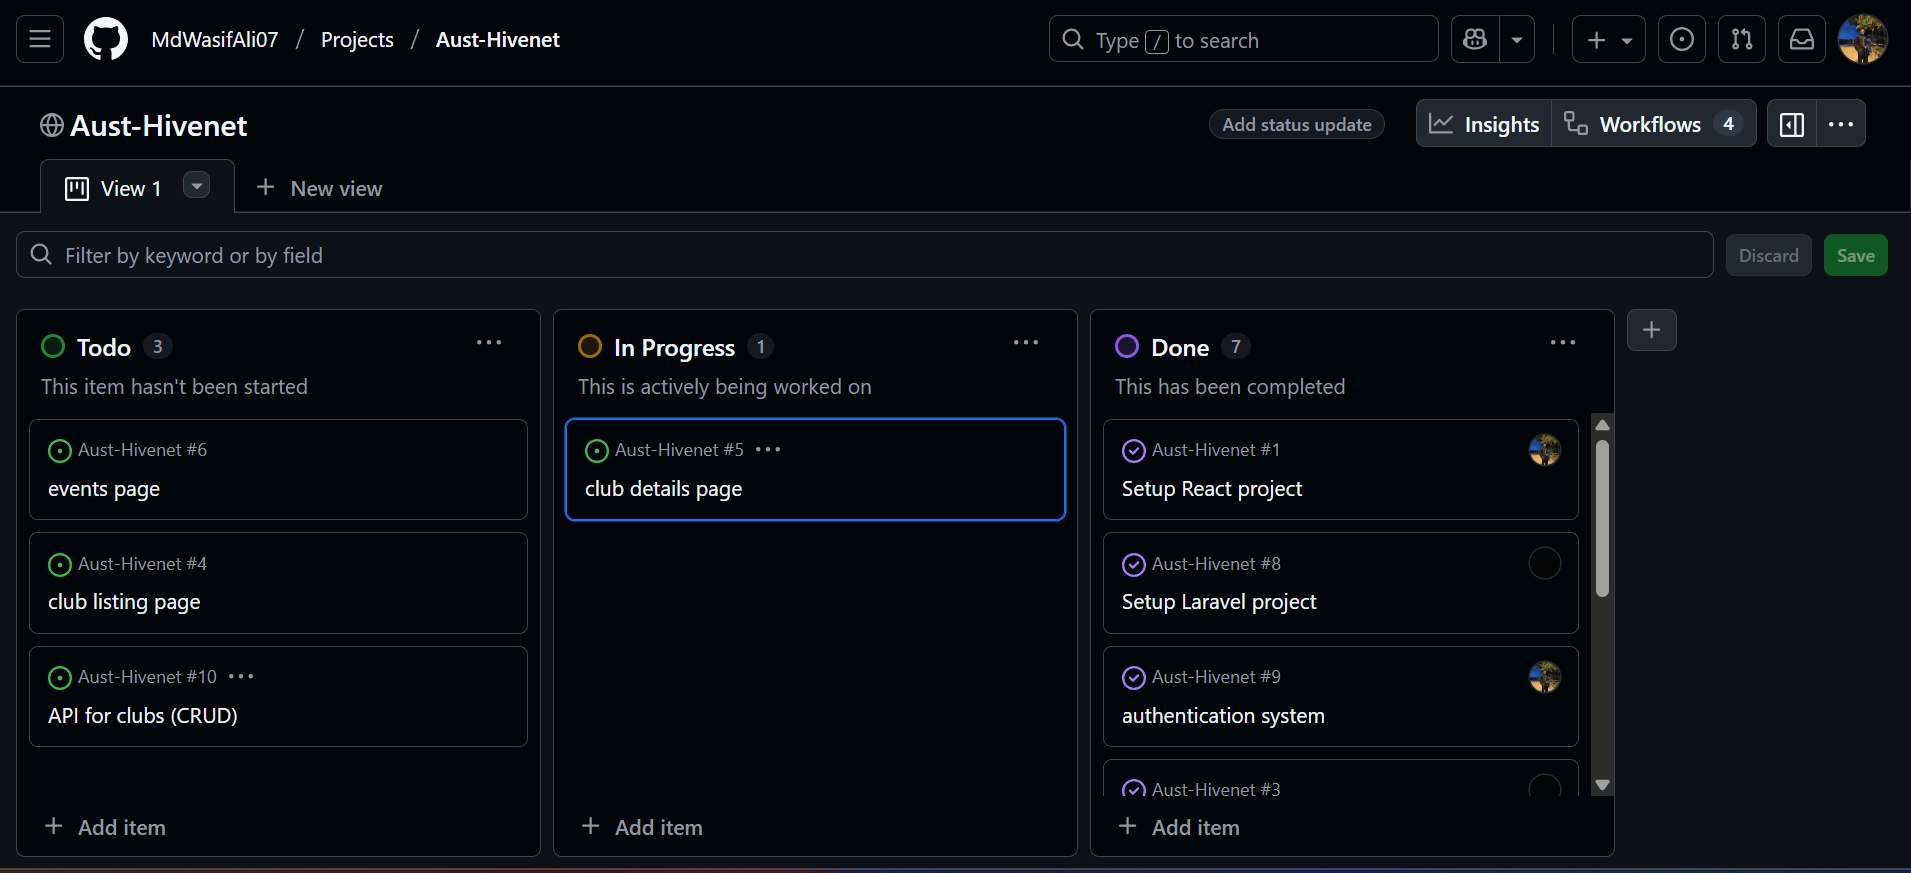 MdWasifAli07 / Projects / Aust-Hivenet
Type / to search
Aust-Hivenet
Add status update
Insights
Workflows 4
View 1
New view
Filter by keyword or by field
Discard
Save
Todo 3
This item hasn't been started
Aust-Hivenet #6
events page
Aust-Hivenet #4
club listing page
Aust-Hivenet #10
API for clubs (CRUD)
Add item
In Progress 1
This is actively being worked on
Aust-Hivenet #5
club details page
Add item
Done 7
This has been completed
Aust-Hivenet #1
Setup React project
Aust-Hivenet #8
Setup Laravel project
Aust-Hivenet #9
authentication system
Aust-Hivenet #3
Add item